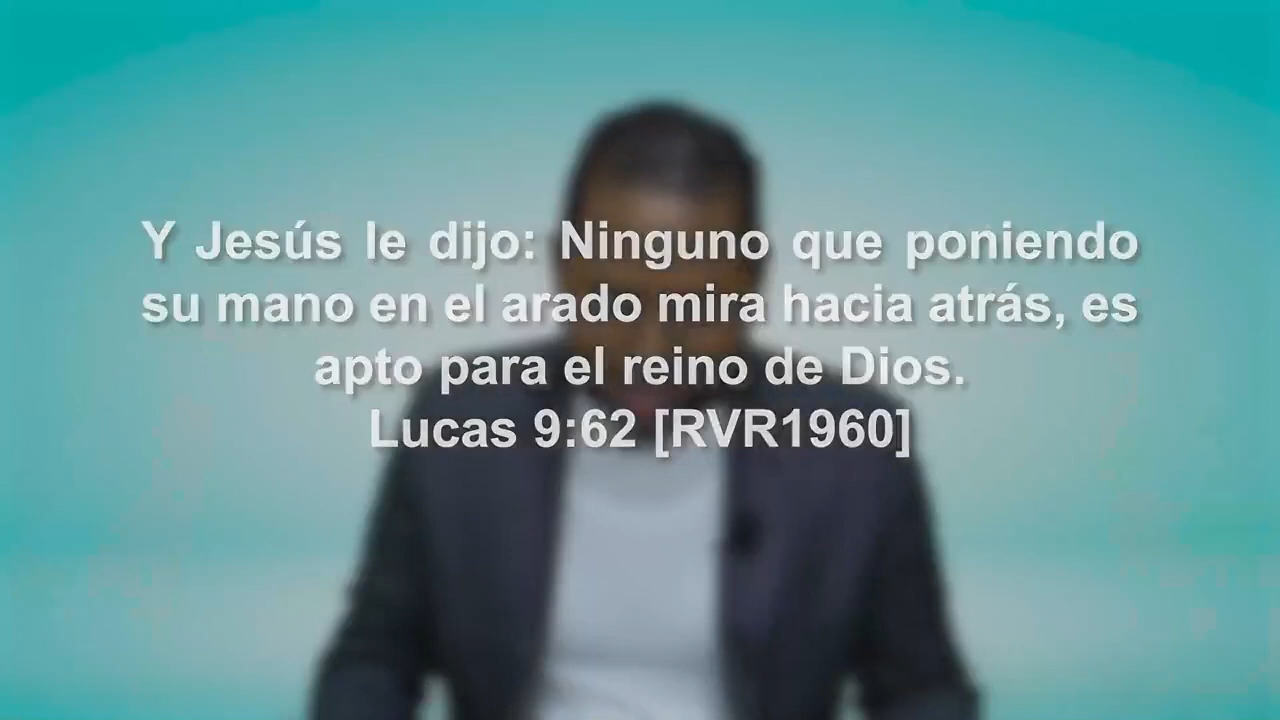 Y Jesús le dijo: Ninguno que poniendo
su mano en el arado mira hacia atrás, es
apto para el reino de Dios.
Lucas 9:62 [RVR1960]